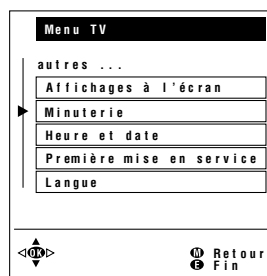 Menu TV
autres ...
Affichages à l'écran
Minuterie
Heure et date
Première mise en service
Langue
OK
M Retour
E Fin